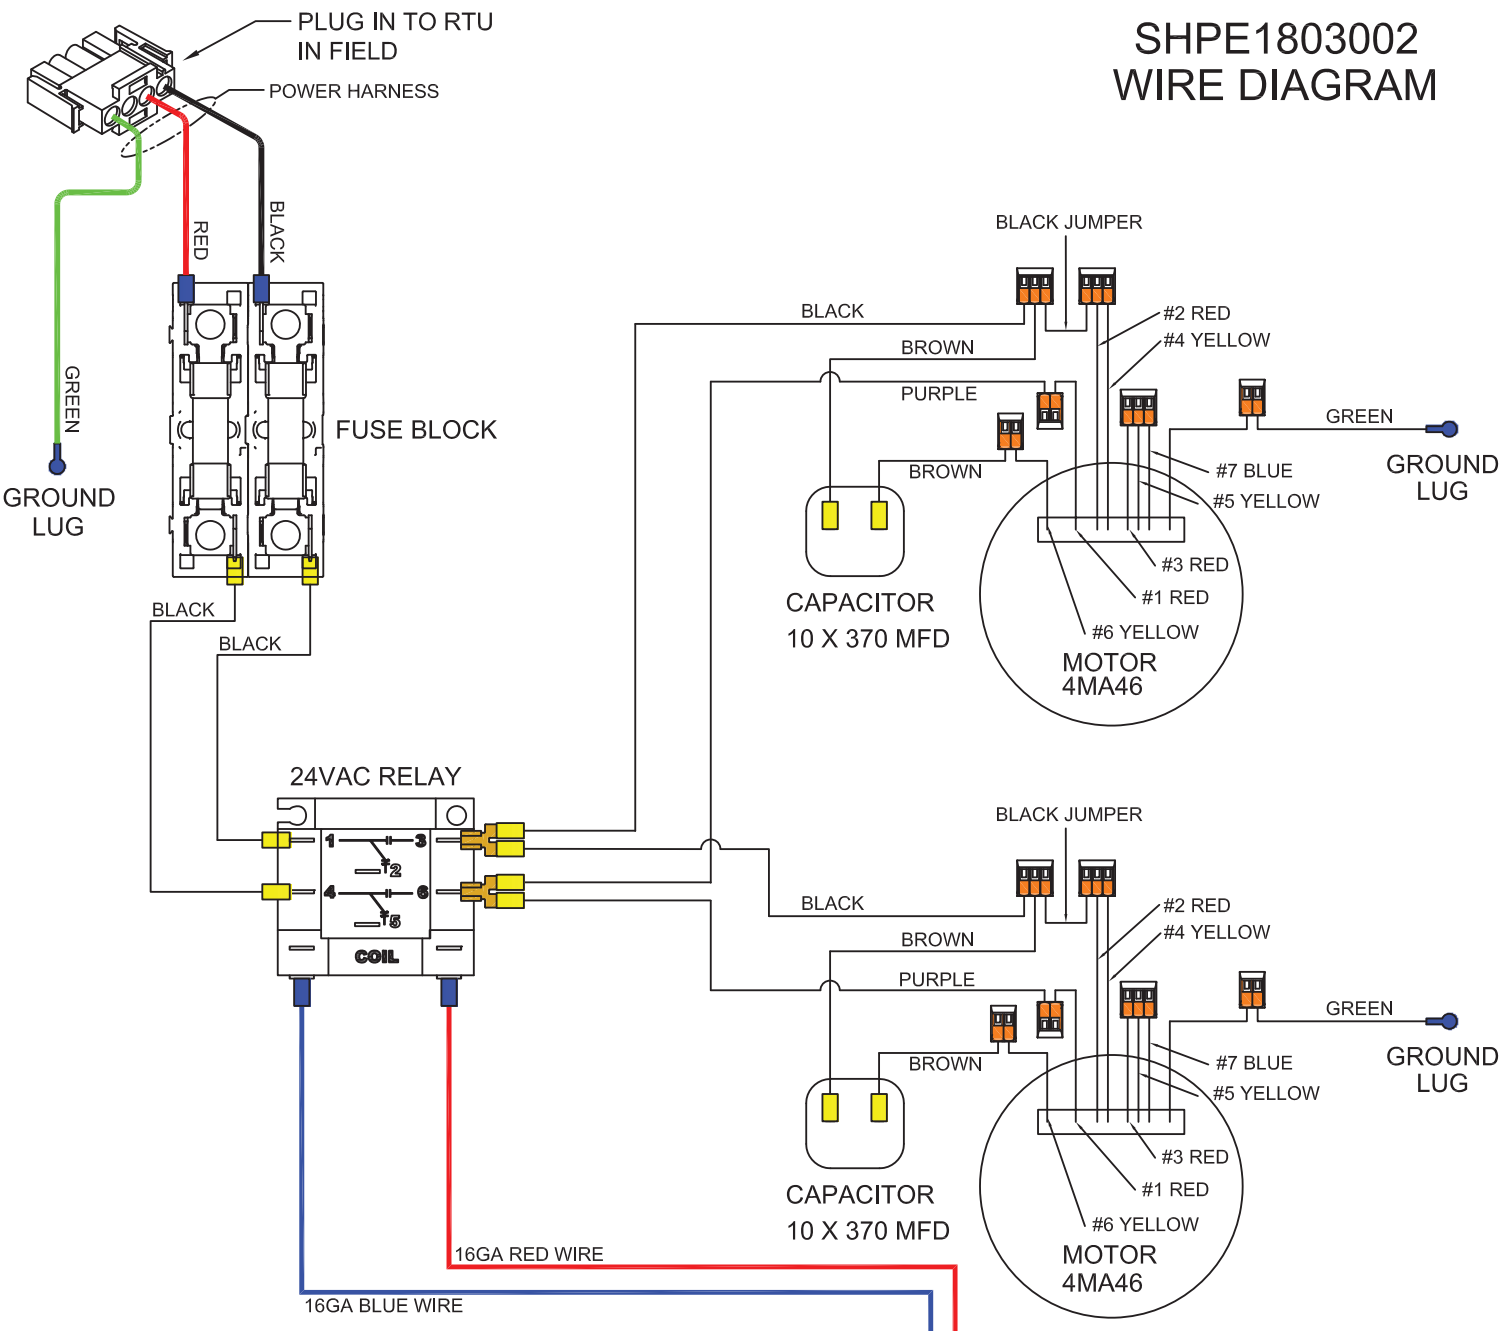 PLUG IN TO RTU
IN FIELD
POWER HARNESS
SHPE1803002
WIRE DIAGRAM
RED
BLACK
GREEN
GROUND
LUG
FUSE BLOCK
BLACK
BLACK
24VAC RELAY
1
3
2
4
6
5
COIL
16GA RED WIRE
16GA BLUE WIRE
BLACK JUMPER
BLACK
BROWN
PURPLE
BROWN
#2 RED
#4 YELLOW
GREEN
GROUND
LUG
#7 BLUE
#5 YELLOW
#3 RED
#1 RED
#6 YELLOW
MOTOR
4MA46
CAPACITOR
10 X 370 MFD
BLACK JUMPER
BLACK
BROWN
PURPLE
BROWN
#2 RED
#4 YELLOW
GREEN
GROUND
LUG
#7 BLUE
#5 YELLOW
#3 RED
#1 RED
#6 YELLOW
MOTOR
4MA46
CAPACITOR
10 X 370 MFD